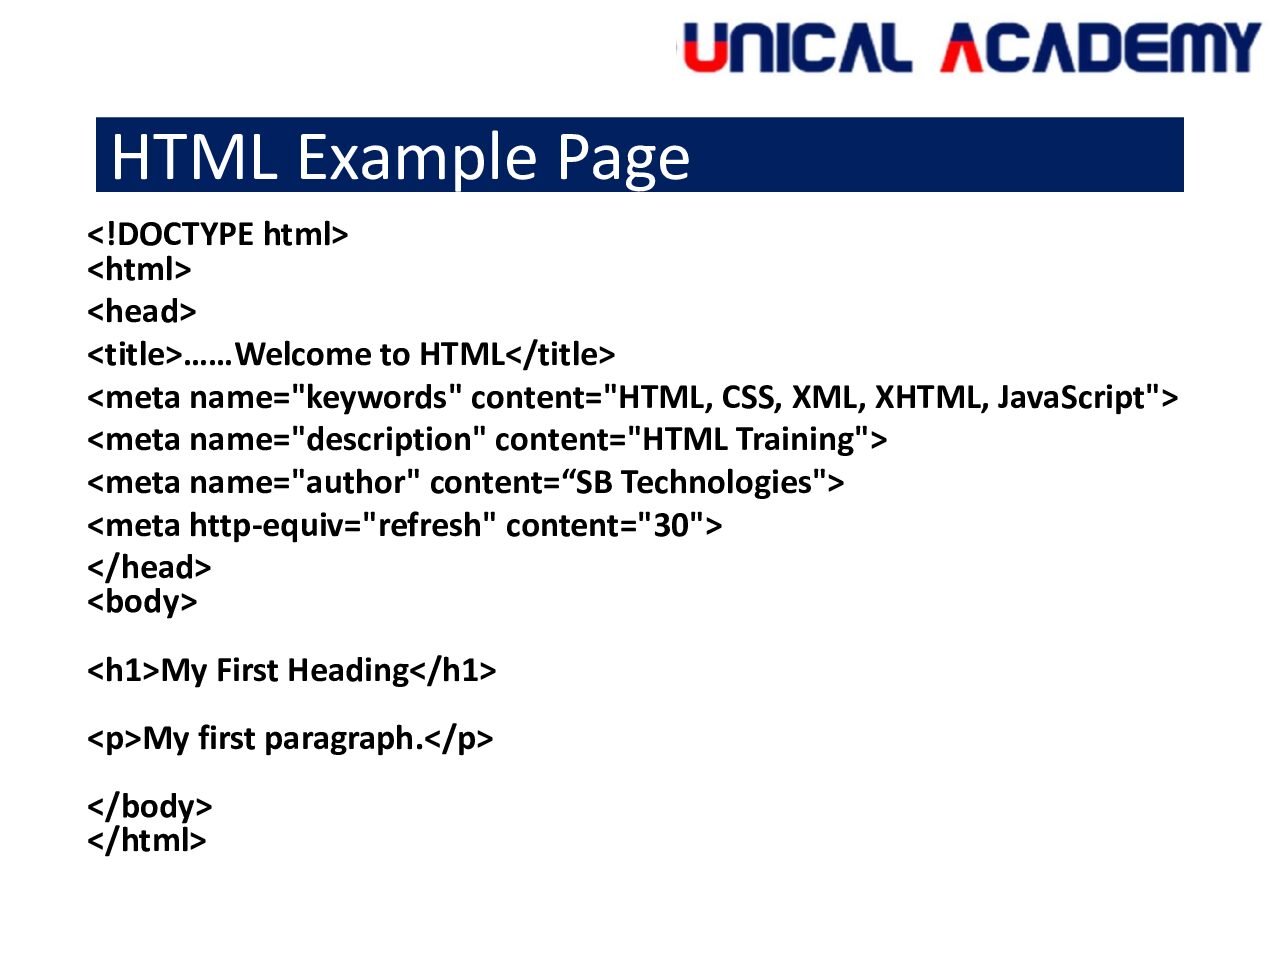 UNICAL ACADEMY
HTML Example Page
<!DOCTYPE html>
<html>
<head>
<title>……Welcome to HTML</title>
<meta name="keywords" content="HTML, CSS, XML, XHTML, JavaScript">
<meta name="description" content="HTML Training">
<meta name="author" content=“SB Technologies">
<meta http-equiv="refresh" content="30">
</head>
<body>
<h1>My First Heading</h1>
<p>My first paragraph.</p>
</body>
</html>